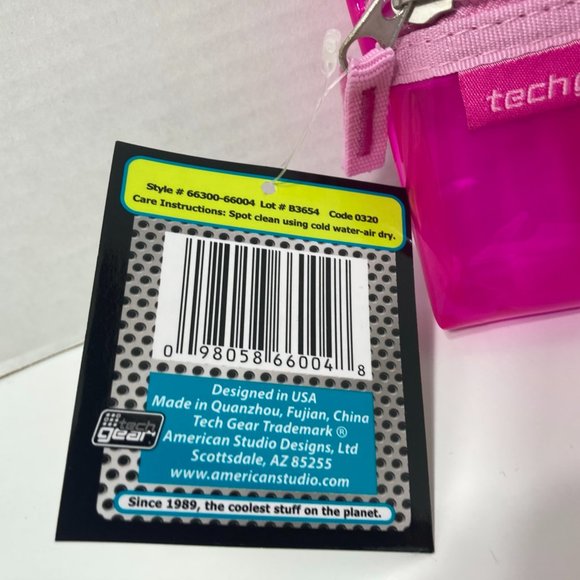 tech
Style # 66300-66004 Lot # B3654 Code 0320
Care Instructions: Spot clean using cold water-air dry.
0 98058 66004 8
Designed in USA
Made in Quanzhou, Fujian, China
Tech Gear Trademark ®
American Studio Designs, Ltd
Scottsdale, AZ 85255
www.americanstudio.com
tech
gear
Since 1989, the coolest stuff on the planet.